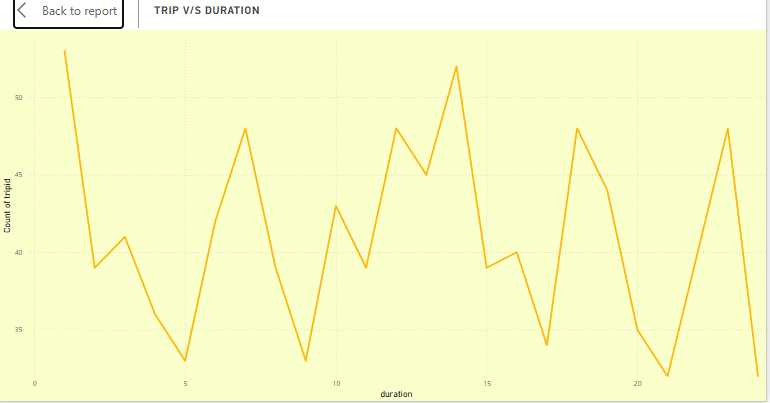 Back to report
TRIP V/S DURATION
50
45
40
35
Count of tripid
0 5 10 15 20
duration